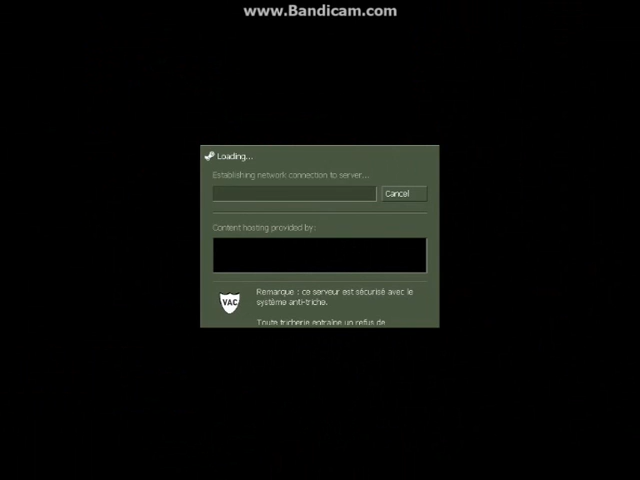 www.Bandicam.com
Loading...
Establishing network connection to server...
Cancel
Content hosting provided by:
VAC
Remarque : ce serveur est sécurisé avec le
système anti-triche.
Toute tricherie entraîne un refus de